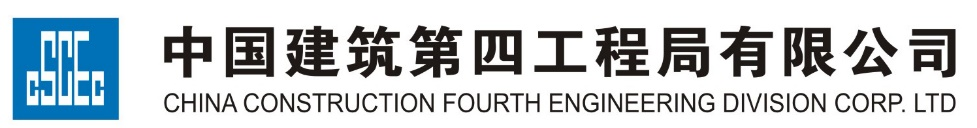 CSCEC
中国建筑第四工程局有限公司
CHINA CONSTRUCTION FOURTH ENGINEERING DIVISION CORP. LTD